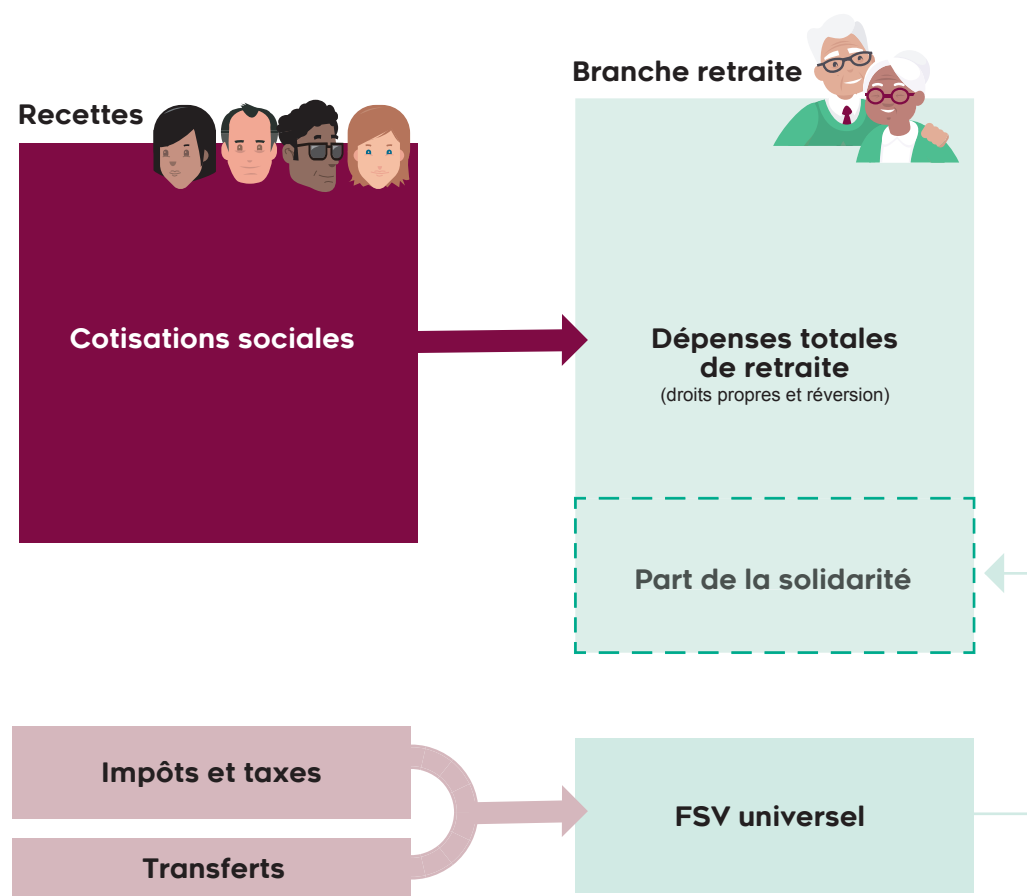 Recettes
Branche retraite
Cotisations sociales
Dépenses totales
de retraite
(droits propres et réversion)
Part de la solidarité
Impôts et taxes
FSV universel
Transferts